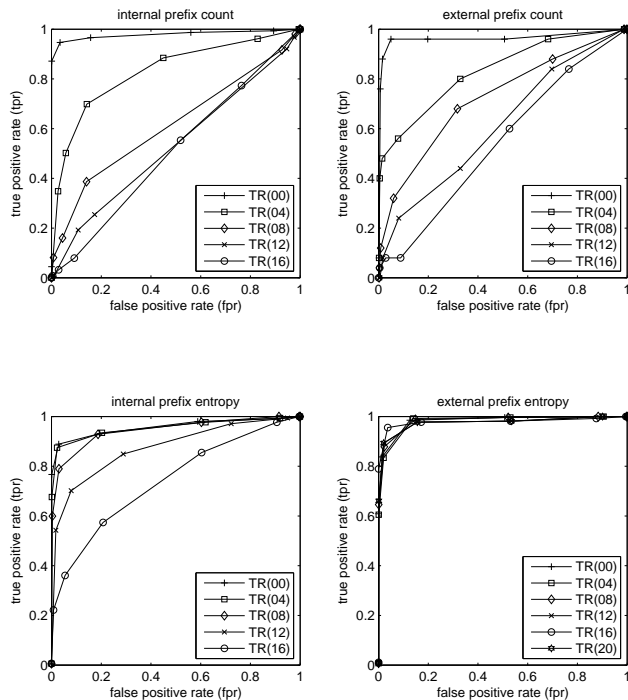 internal prefix count
1
0.8
0.6
0.4
0.2
0
true positive rate (tpr)
TR(00)
TR(04)
TR(08)
TR(12)
TR(16)
0 0.2 0.4 0.6 0.8 1
false positive rate (fpr)
external prefix count
1
0.8
0.6
0.4
0.2
0
true positive rate (tpr)
TR(00)
TR(04)
TR(08)
TR(12)
TR(16)
0 0.2 0.4 0.6 0.8 1
false positive rate (fpr)
internal prefix entropy
1
0.8
0.6
0.4
0.2
0
true positive rate (tpr)
TR(00)
TR(04)
TR(08)
TR(12)
TR(16)
0 0.2 0.4 0.6 0.8 1
false positive rate (fpr)
external prefix entropy
1
0.8
0.6
0.4
0.2
0
true positive rate (tpr)
TR(00)
TR(04)
TR(08)
TR(12)
TR(16)
TR(20)
0 0.2 0.4 0.6 0.8 1
false positive rate (fpr)